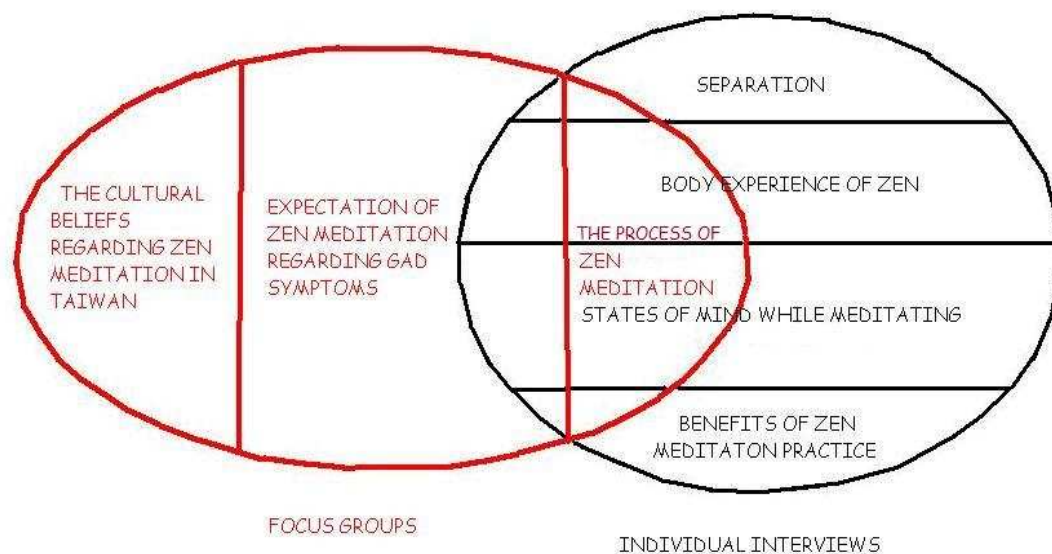 THE CULTURAL
BELIEFS
REGARDING ZEN
MEDITATION IN
TAIWAN
EXPECTATION OF
ZEN MEDITATION
REGARDING GAD
SYMPTOMS
THE PROCESS OF
ZEN
MEDITATION
SEPARATION
BODY EXPERIENCE OF ZEN
STATES OF MIND WHILE MEDITATING
BENEFITS OF ZEN
MEDITATON PRACTICE
FOCUS GROUPS
INDIVIDUAL INTERVIEWS